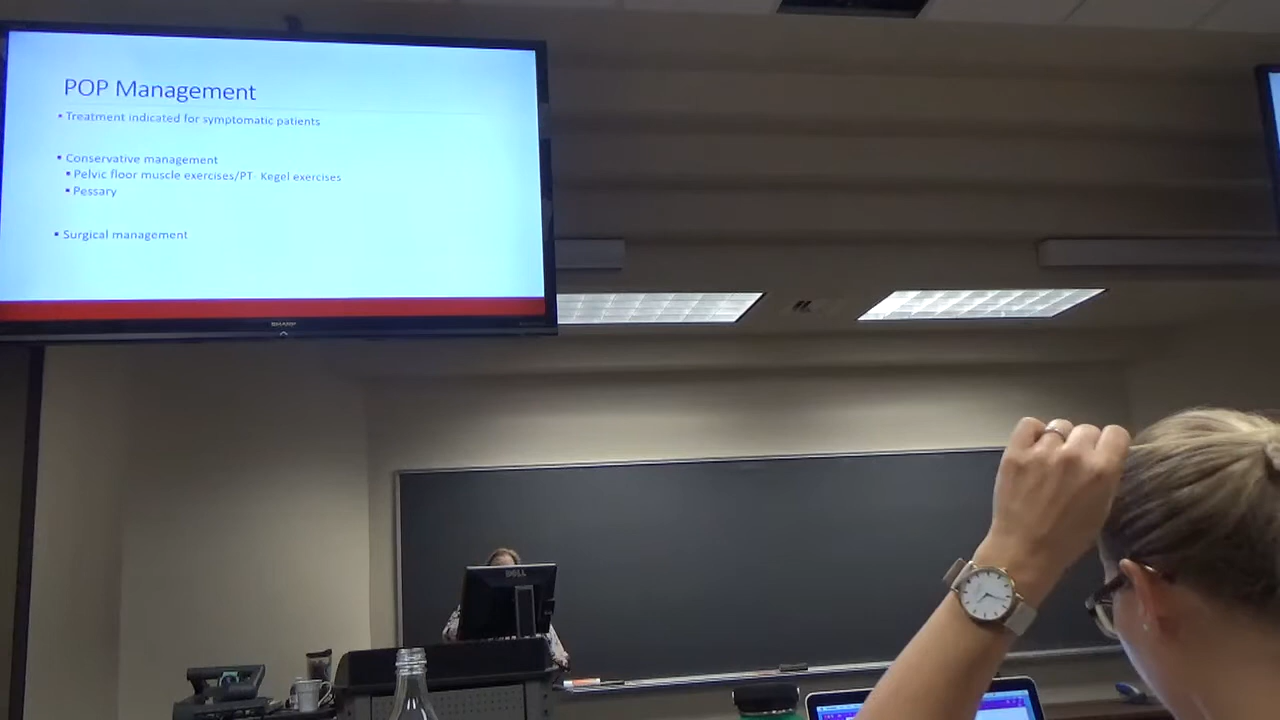 POP Management
▪ Treatment indicated for symptomatic patients
▪ Conservative management
▪ Pelvic floor muscle exercises/PT- Kegel exercises
▪ Pessary
▪ Surgical management
SHARP
DELL